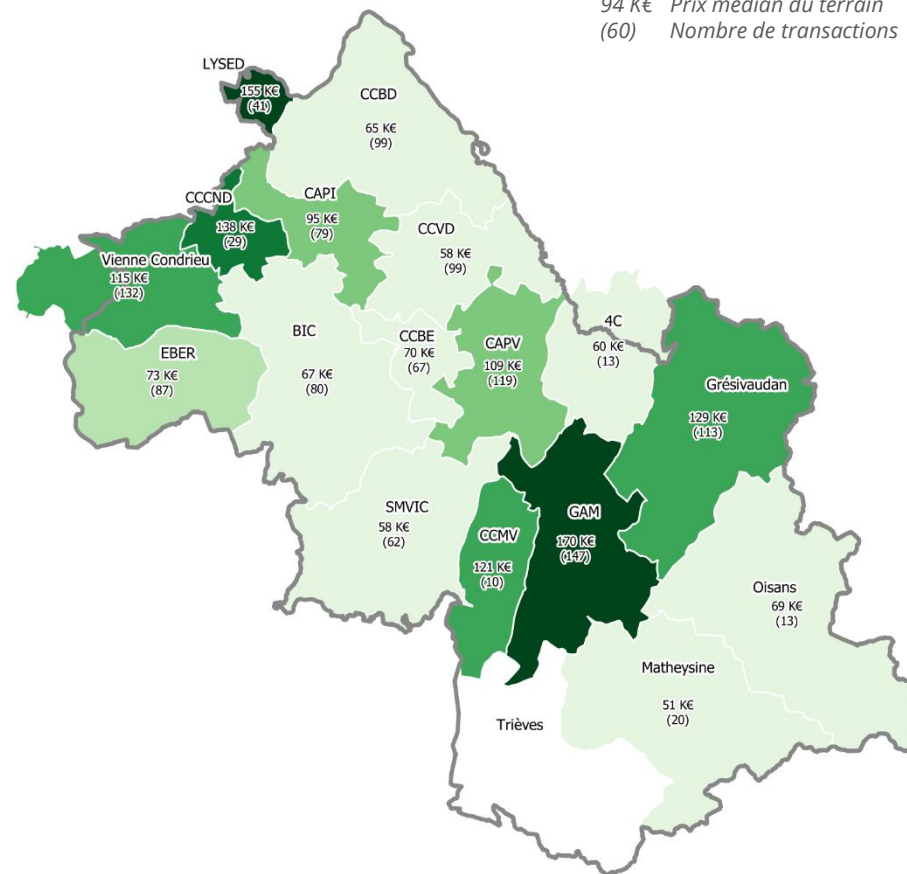 94 K€ Prix médian du terrain
(60) Nombre de transactions
LYSED
155 K€
(41)
CCBD
65 K€
(99)
CCCND
138 K€
(29)
CAPI
95 K€
(79)
CCVD
58 K€
(99)
Vienne Condrieu
115 K€
(132)
4C
60 K€
(13)
BIC
67 K€
(80)
CCBE
70 K€
(67)
CAPV
109 K€
(119)
EBER
73 K€
(87)
Grésivaudan
129 K€
(113)
SMVIC
58 K€
(62)
CCMV
121 K€
(10)
GAM
170 K€
(147)
Oisans
69 K€
(13)
Matheysine
51 K€
(20)
Trièves